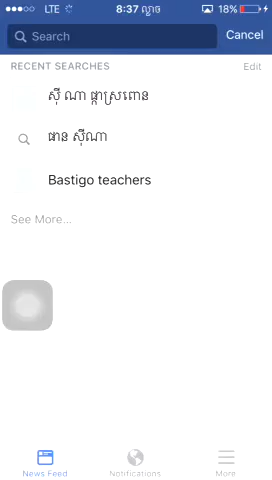 LTE 8:37 ល្ងាច 18%
Search Cancel
RECENT SEARCHES Edit
ស៊ី ណា ផ្កាស្រពោន
ផាន ស៊ីណា
Bastigo teachers
See More...
News Feed Notifications More